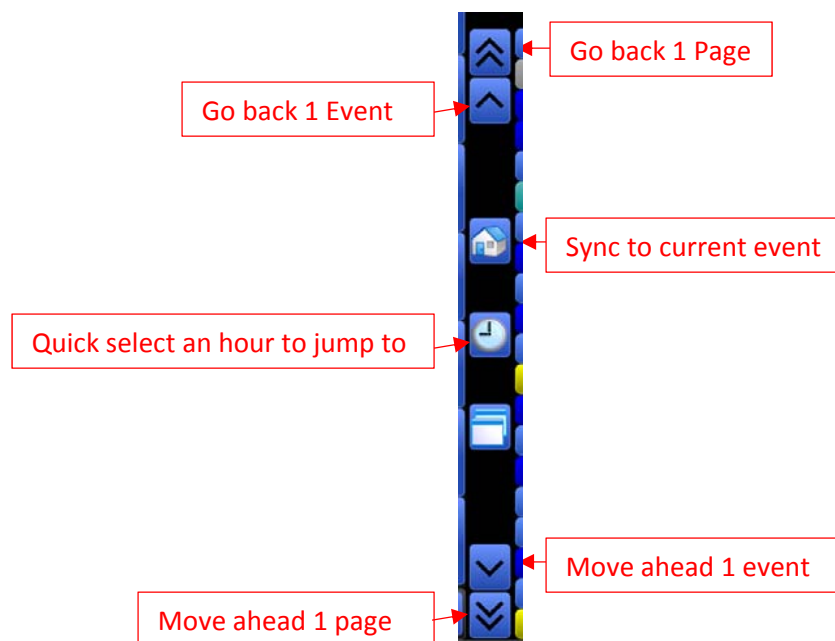 Go back 1 Page
Go back 1 Event
Sync to current event
Quick select an hour to jump to
Move ahead 1 event
Move ahead 1 page